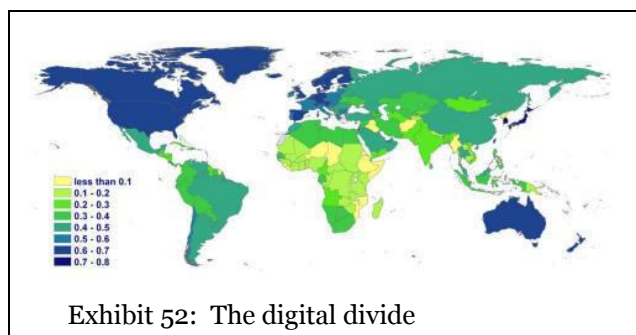 less than 0.1
0.1 - 0.2
0.2 - 0.3
0.3 - 0.4
0.4 - 0.5
0.5 - 0.6
0.6 - 0.7
0.7 - 0.8
Exhibit 52: The digital divide